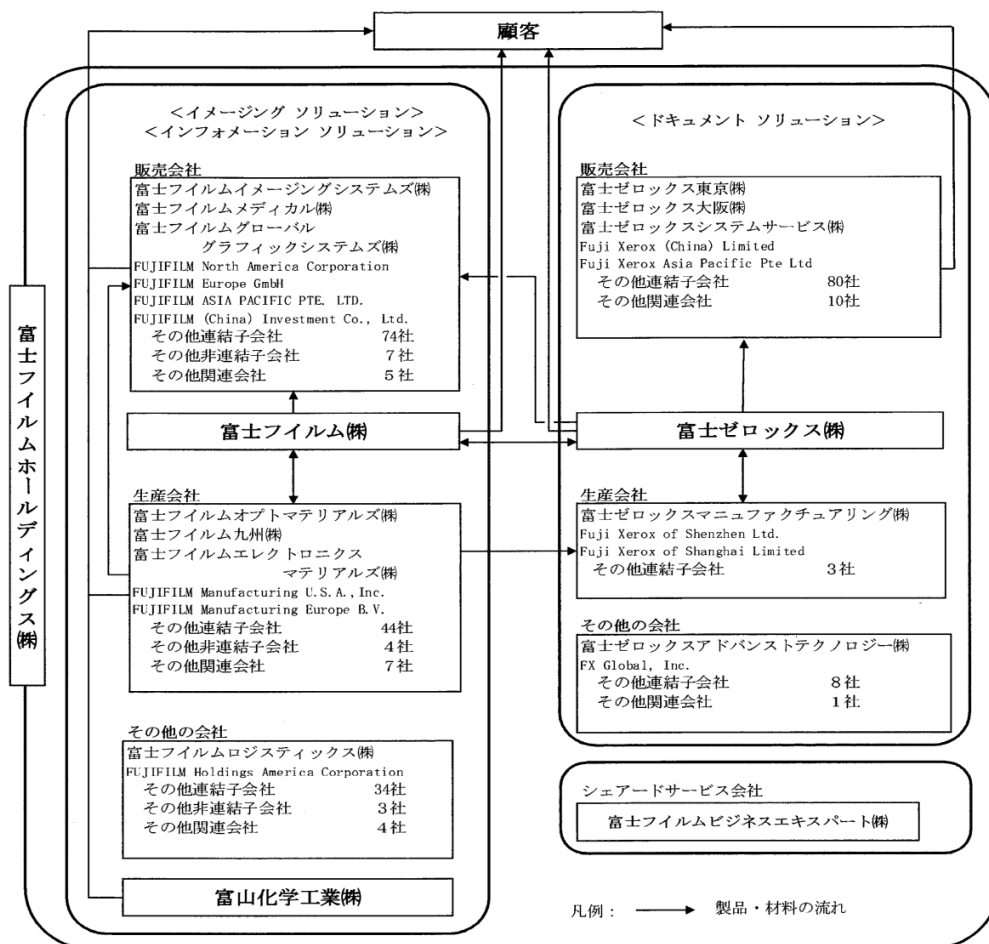 顧客
富士フイルムホールディングス㈱
＜イメージング ソリューション＞
＜インフォメーション ソリューション＞
販売会社
富士フイルムイメージングシステムズ㈱
富士フイルムメディカル㈱
富士フイルムグローバル
グラフィックシステムズ㈱
FUJIFILM North America Corporation
FUJIFILM Europe GmbH
FUJIFILM ASIA PACIFIC PTE. LTD.
FUJIFILM (China) Investment Co., Ltd.
その他連結子会社 74社
その他非連結子会社 7社
その他関連会社 5社
富士フイルム㈱
生産会社
富士フイルムオプトマテリアルズ㈱
富士フイルム九州㈱
富士フイルムエレクトロニクス
マテリアルズ㈱
FUJIFILM Manufacturing U.S.A.,Inc.
FUJIFILM Manufacturing Europe B.V.
その他連結子会社 44社
その他非連結子会社 4社
その他関連会社 7社
その他の会社
富士フイルムロジスティックス㈱
FUJIFILM Holdings America Corporation
その他連結子会社 34社
その他非連結子会社 3社
その他関連会社 4社
富山化学工業㈱
＜ドキュメント ソリューション＞
販売会社
富士ゼロックス東京㈱
富士ゼロックス大阪㈱
富士ゼロックスシステムサービス㈱
Fuji Xerox (China) Limited
Fuji Xerox Asia Pacific Pte Ltd
その他連結子会社 80社
その他関連会社 10社
富士ゼロックス㈱
生産会社
富士ゼロックスマニュファクチュアリング㈱
Fuji Xerox of Shenzhen Ltd.
Fuji Xerox of Shanghai Limited
その他連結子会社 3社
その他の会社
富士ゼロックスアドバンストテクノロジー㈱
FX Global, Inc.
その他連結子会社 8社
その他関連会社 1社
シェアードサービス会社
富士フイルムビジネスエキスパート㈱
凡例： 製品・材料の流れ